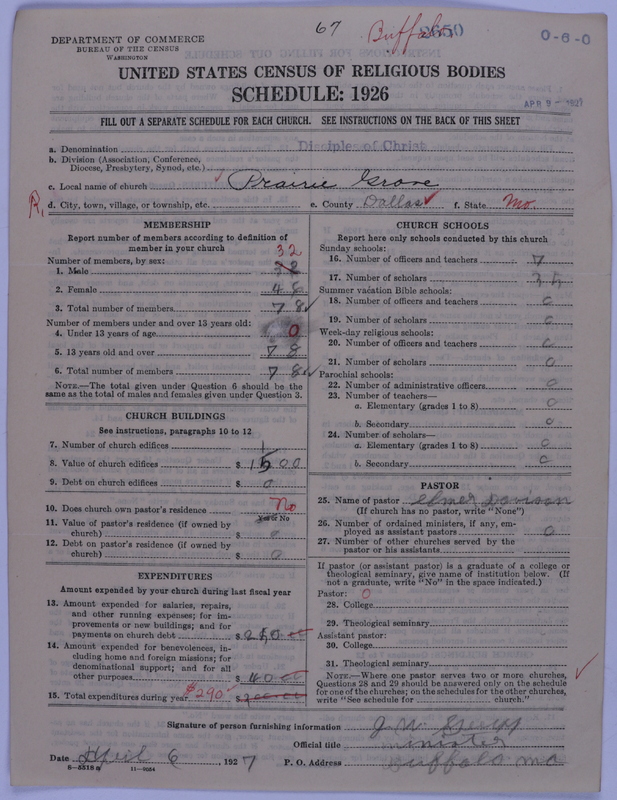 67 Buffalo 3650 0-6-0
DEPARTMENT OF COMMERCE
BUREAU OF THE CENSUS
WASHINGTON
UNITED STATES CENSUS OF RELIGIOUS BODIES
SCHEDULE: 1926
APR 9 - 1927
FILL OUT A SEPARATE SCHEDULE FOR EACH CHURCH. SEE INSTRUCTIONS ON THE BACK OF THIS SHEET
a. Denomination Disciples of Christ
b. Division (Association, Conference,
Diocese, Presbytery, Synod, etc.)
c. Local name of church Prairie Grove
R. d. City, town, village, or township, etc. e. County Dallas f. State Mo.
MEMBERSHIP
Report number of members according to definition of
member in your church
Number of members, by sex: 32
1. Male
2. Female 48
3. Total number of members 78
Number of members under and over 13 years old:
4. Under 13 years of age 0
5. 13 years old and over 78
6. Total number of members 78
NOTE.—The total given under Question 6 should be the
same as the total of males and females given under Question 3.
CHURCH BUILDINGS
See instructions, paragraphs 10 to 12
7. Number of church edifices 1
8. Value of church edifices $ 1500
9. Debt on church edifices $ 0
10. Does church own pastor's residence No
Yes or No
11. Value of pastor's residence (if owned by
church) $ 0
12. Debt on pastor's residence (if owned by
church) $ 0
EXPENDITURES
Amount expended by your church during last fiscal year
13. Amount expended for salaries, repairs,
and other running expenses; for im-
provements or new buildings; and for
payments on church debt $ 250 00
14. Amount expended for benevolences, in-
cluding home and foreign missions; for
denominational support; and for all
other purposes $ 40 00
15. Total expenditures during year $290 $
CHURCH SCHOOLS
Report here only schools conducted by this church
Sunday schools:
16. Number of officers and teachers 7
17. Number of scholars
Summer vacation Bible schools:
18. Number of officers and teachers 0
19. Number of scholars 0
Week-day religious schools:
20. Number of officers and teachers 0
21. Number of scholars 0
Parochial schools:
22. Number of administrative officers 0
23. Number of teachers—
a. Elementary (grades 1 to 8) 0
b. Secondary 0
24. Number of scholars—
a. Elementary (grades 1 to 8) 0
b. Secondary 0
PASTOR
25. Name of pastor Elmer Davison
(If church has no pastor, write "None")
26. Number of ordained ministers, if any, em-
ployed as assistant pastors 0
27. Number of other churches served by the
pastor or his assistants
If pastor (or assistant pastor) is a graduate of a college or
theological seminary, give name of institution below. (If
not a graduate, write "No" in the space indicated.)
Pastor: 0
28. College
29. Theological seminary
Assistant pastor:
30. College
31. Theological seminary
NOTE.—Where one pastor serves two or more churches,
Questions 28 and 29 should be answered only on the schedule
for one of the churches; on the schedules for the other churches,
write "See schedule for church."
Signature of person furnishing information J. W.
Official title minister
Date April 6 1927 P. O. Address Buffalo Mo
8—5518 a 11—9054